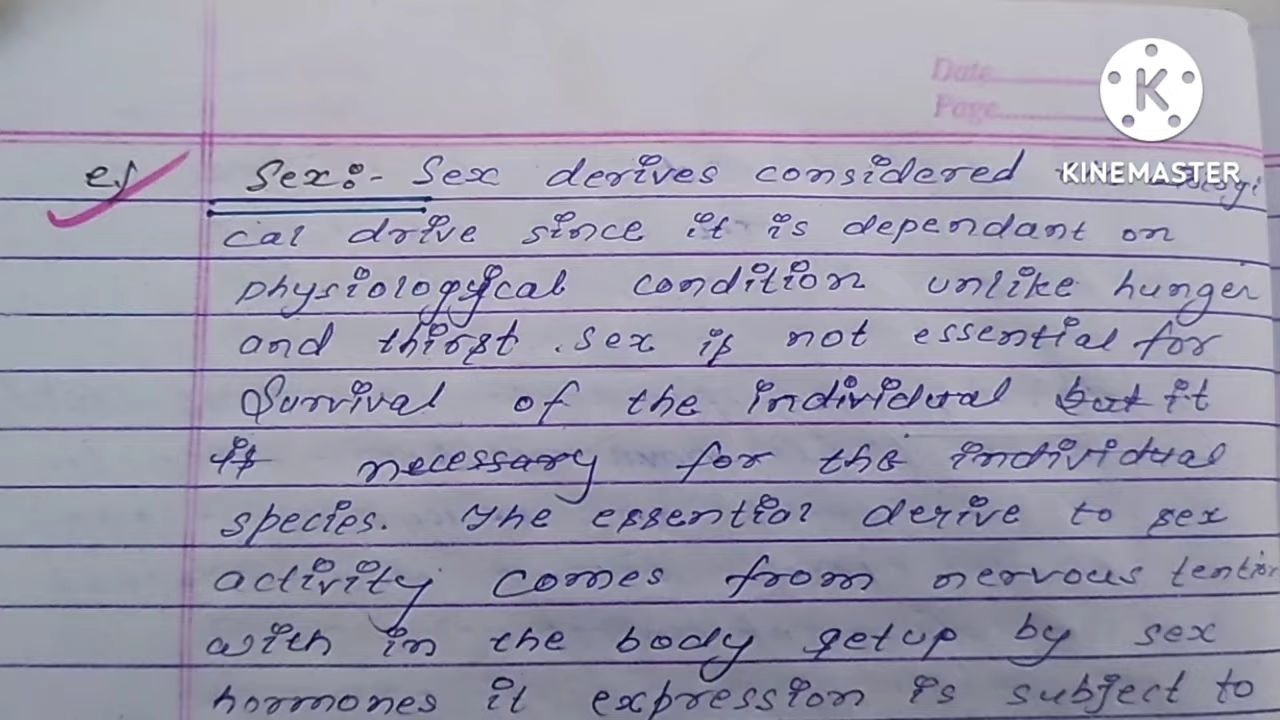 Date
Page
KINEMASTER
e) Sex:- Sex derives considered
cal drive since it is dependant on
physiological condition unlike hunger
and thirst. sex is not essential for
Survival of the individual but it
is necessary for the individual
species. The essential derive to sex
activity comes from nervous tention
with in the body setup by sex
hormones it expression is subject to